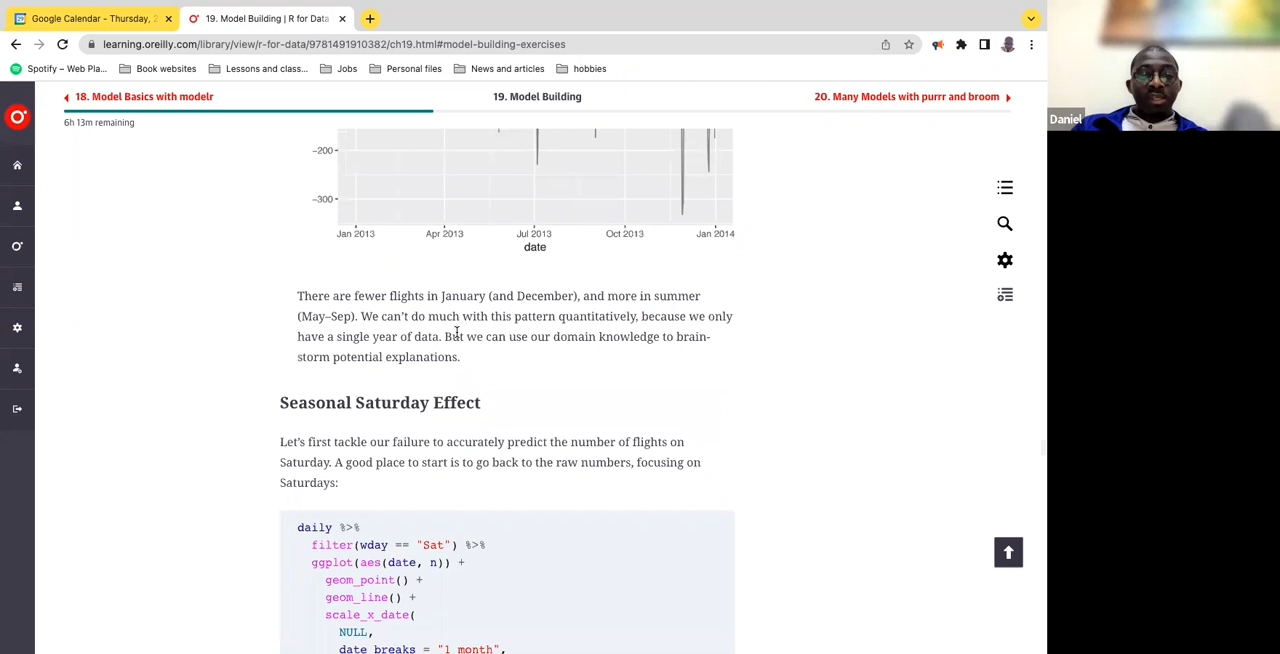 Google Calendar - Thursday, 2
19. Model Building | R for Data
learning.oreilly.com/library/view/r-for-data/9781491910382/ch19.html#model-building-exercises
Spotify – Web Pla...
Book websites
Lessons and class...
Jobs
Personal files
News and articles
hobbies
18. Model Basics with modelr
19. Model Building
20. Many Models with purrr and broom
6h 13m remaining
Daniel
−200
−300
Jan 2013
Apr 2013
Jul 2013
Oct 2013
Jan 2014
date
There are fewer flights in January (and December), and more in summer
(May–Sep). We can’t do much with this pattern quantitatively, because we only
have a single year of data. But we can use our domain knowledge to brain-
storm potential explanations.
Seasonal Saturday Effect
Let’s first tackle our failure to accurately predict the number of flights on
Saturday. A good place to start is to go back to the raw numbers, focusing on
Saturdays:
daily %>%
filter(wday == "Sat") %>%
ggplot(aes(date, n)) +
geom_point() +
geom_line() +
scale_x_date(
NULL,
date_breaks = "1 month",